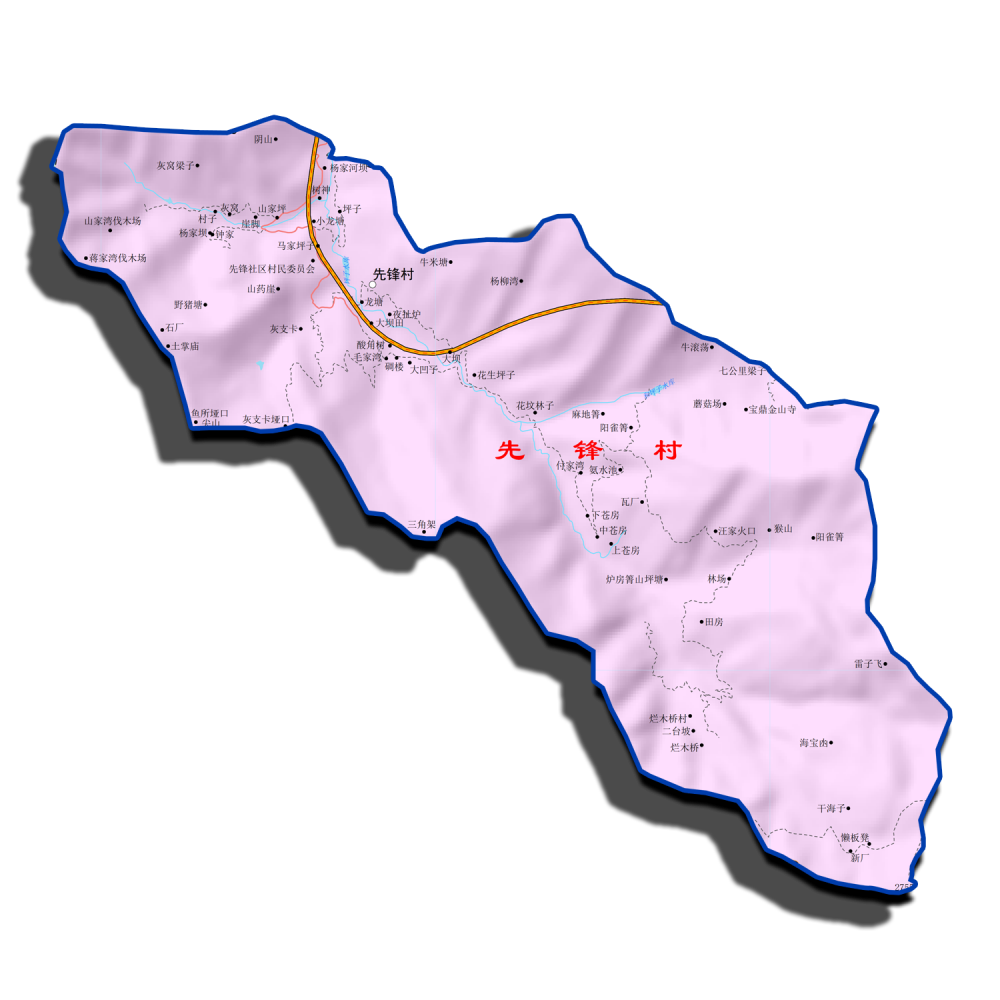 阴山
灰窝梁子
杨家河坝
树神
灰窝
山家坪
坪子
村子
崖脚
小龙塘
山家湾伐木场
杨家坝
钟家
马家坪子
蒋家湾伐木场
先锋社区村民委员会
先锋村
牛米塘
杨柳湾
山药崖
野猪塘
龙塘
夜扯炉
大坝田
石厂
灰支卡
土掌庙
酸角树
毛家湾
碉楼
大凹子
大坝
牛滚荡
花生坪子
七公里梁子
鱼所垭口
尖山
灰支卡垭口
花坟林子
麻地箐
蘑菇场
宝鼎金山寺
阳雀箐
先锋村
付家湾
氨水池
瓦厂
下苍房
三角架
中苍房
上苍房
汪家火口
猴山
阳雀箐
炉房箐山坪塘
林场
田房
雷子飞
烂木桥村
二台坡
烂木桥
海宝凼
干海子
懒板凳
新厂